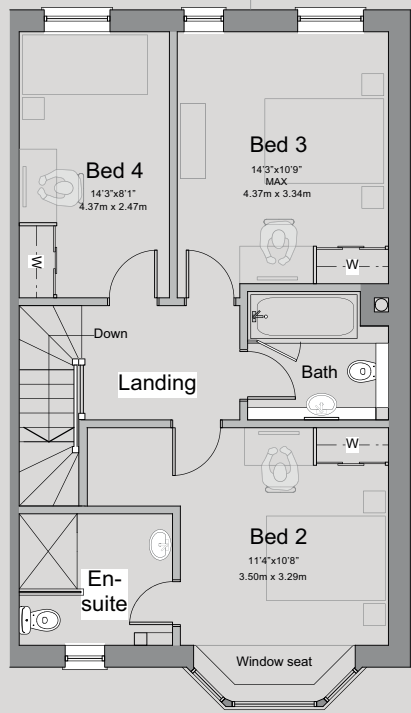 Bed 3
14'3"x10'9"
MAX
4.37m x 3.34m
Bed 4
14'3"x8'1"
4.37m x 2.47m
W
W
Down
Landing
Bath
W
Bed 2
11'4"x10'8"
3.50m x 3.29m
En-
suite
Window seat